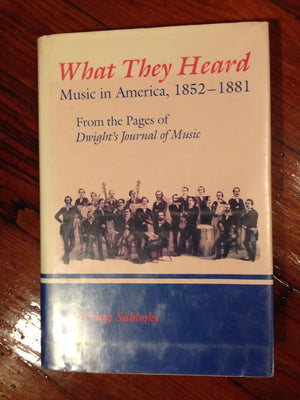 What They Heard
Music in America, 1852–1881
From the Pages of
Dwight's Journal of Music
Sablosky